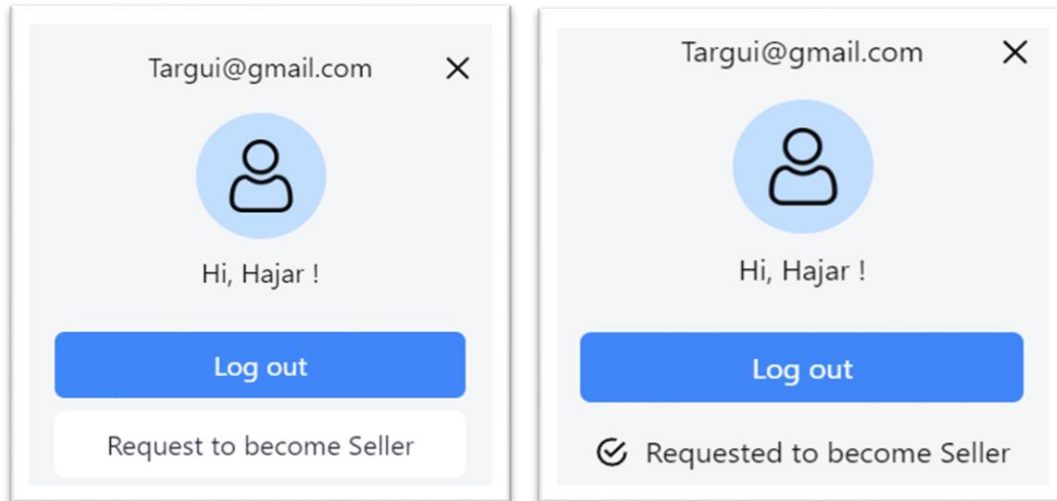 Targui@gmail.com
Hi, Hajar !
Log out
Request to become Seller
Targui@gmail.com
Hi, Hajar !
Log out
Requested to become Seller